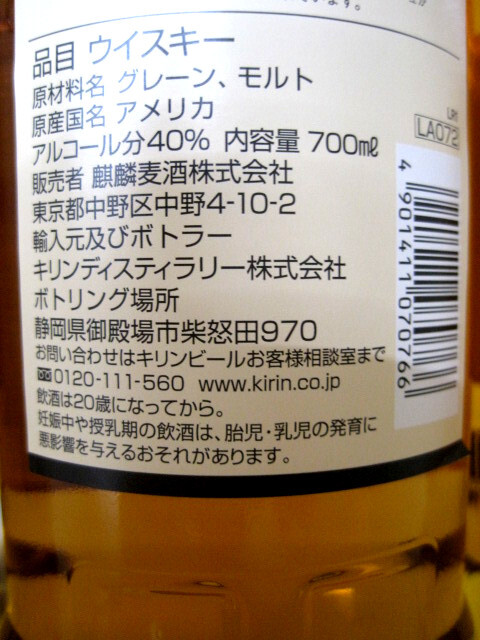 品目 ウイスキー
原材料名 グレーン、モルト
原産国名 アメリカ
アルコール分40% 内容量 700mℓ
販売者 麒麟麦酒株式会社
東京都中野区中野4-10-2
輸入元及びボトラー
キリンディスティラリー株式会社
ボトリング場所
静岡県御殿場市柴怒田970
お問い合わせはキリンビールお客様相談室まで
0120-111-560 www.kirin.co.jp
飲酒は20歳になってから。
妊娠中や授乳期の飲酒は、胎児・乳児の発育に
悪影響を与えるおそれがあります。
LA072
4 901411 070766